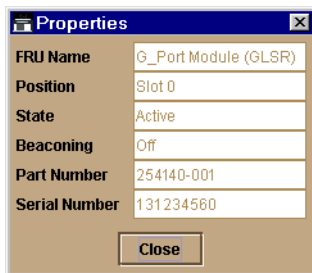 Properties
FRU Name G_Port Module (GLSR)
Position Slot 0
State Active
Beaconing Off
Part Number 254140-001
Serial Number 131234560
Close